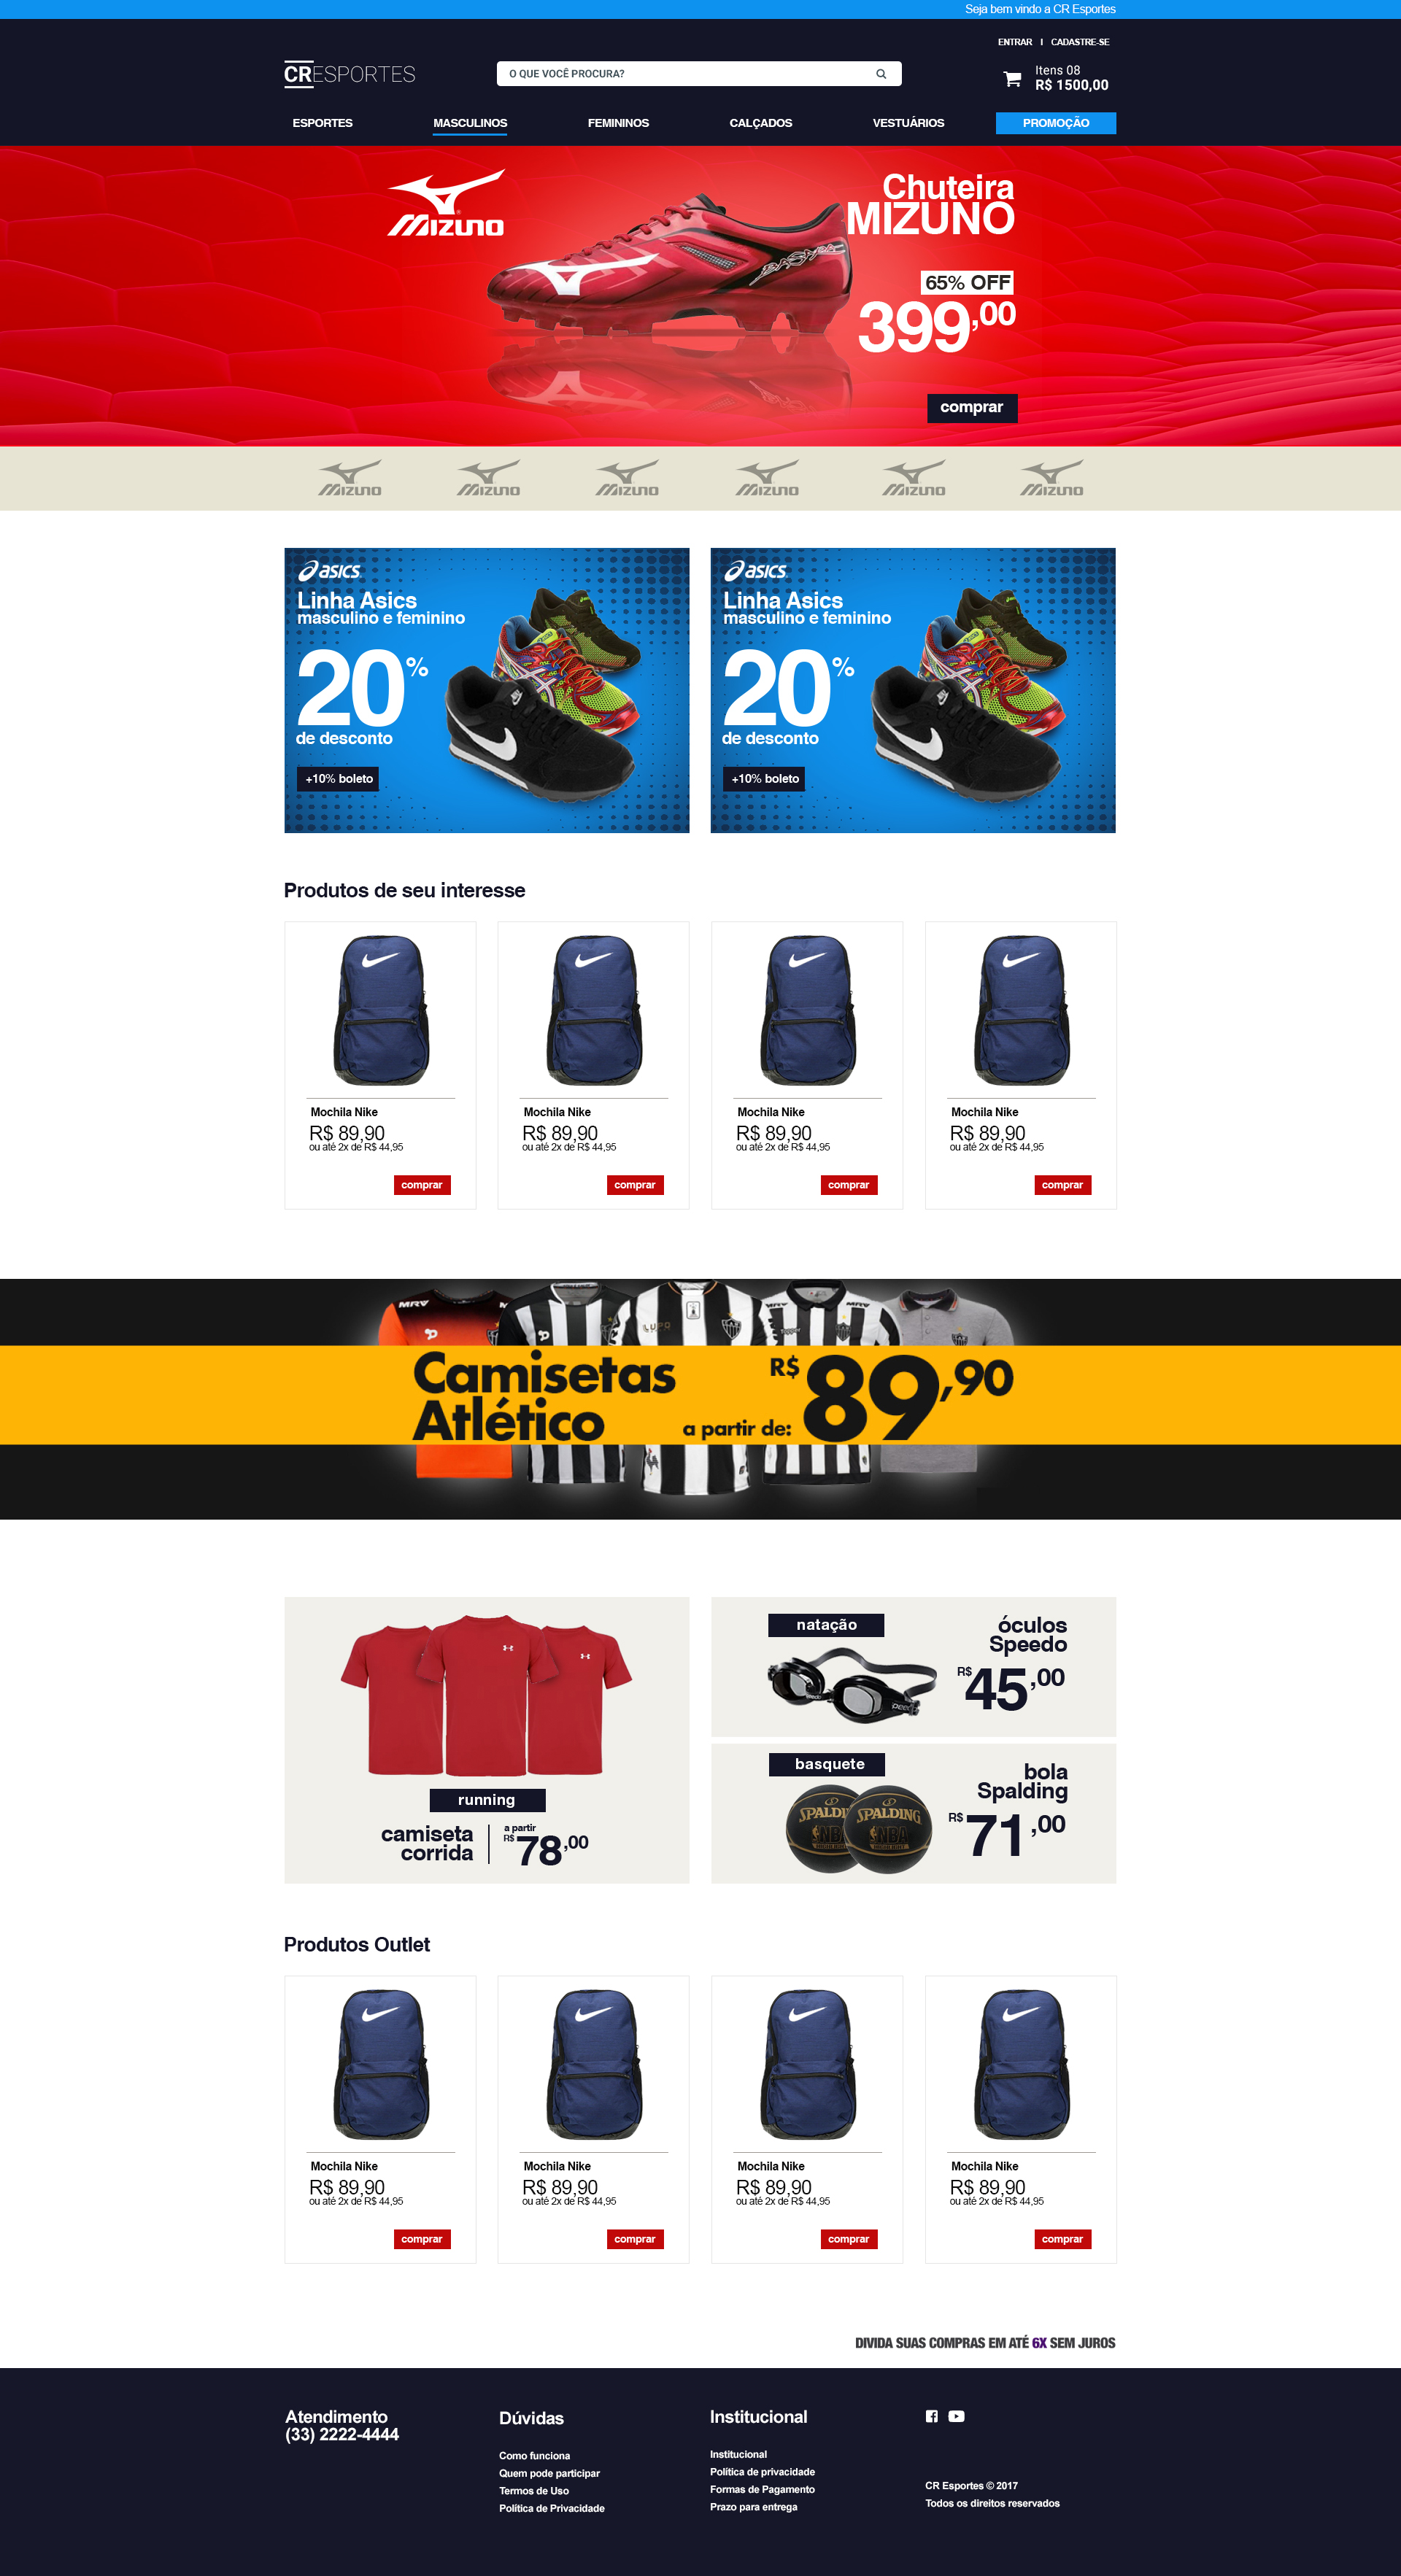 Seja bem vindo a CR Esportes
ENTRAR | CADASTRE-SE
CRESPORTES
O QUE VOCÊ PROCURA?
Itens 08
R$ 1500,00
ESPORTES MASCULINOS FEMININOS CALÇADOS VESTUÁRIOS PROMOÇÃO
mizuno
Chuteira
MIZUNO
65% OFF
399,00
comprar
mizuno mizuno mizuno mizuno mizuno mizuno
asics
Linha Asics
masculino e feminino
20%
de desconto
+10% boleto
asics
Linha Asics
masculino e feminino
20%
de desconto
+10% boleto
Produtos de seu interesse
Mochila Nike
R$ 89,90
ou até 2x de R$ 44,95
comprar
Mochila Nike
R$ 89,90
ou até 2x de R$ 44,95
comprar
Mochila Nike
R$ 89,90
ou até 2x de R$ 44,95
comprar
Mochila Nike
R$ 89,90
ou até 2x de R$ 44,95
comprar
MRV LUPO MRV MRV
Camisetas
Atlético
a partir de:
R$ 89,90
running
camiseta
corrida
a partir
R$ 78,00
natação
óculos
Speedo
R$ 45,00
speedo
basquete
bola
Spalding
R$ 71,00
SPALDING
NBA
SPALDING
NBA
Produtos Outlet
Mochila Nike
R$ 89,90
ou até 2x de R$ 44,95
comprar
Mochila Nike
R$ 89,90
ou até 2x de R$ 44,95
comprar
Mochila Nike
R$ 89,90
ou até 2x de R$ 44,95
comprar
Mochila Nike
R$ 89,90
ou até 2x de R$ 44,95
comprar
DIVIDA SUAS COMPRAS EM ATÉ 6X SEM JUROS
Atendimento
(33) 2222-4444
Dúvidas
Como funciona
Quem pode participar
Termos de Uso
Política de Privacidade
Institucional
Institucional
Política de privacidade
Formas de Pagamento
Prazo para entrega
CR Esportes © 2017
Todos os direitos reservados